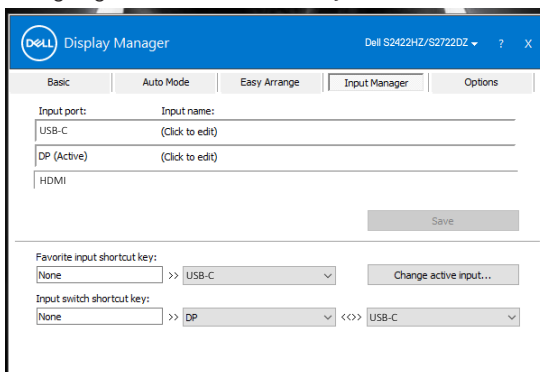 DELL Display Manager Dell S2422HZ/S2722DZ ? X
Basic Auto Mode Easy Arrange Input Manager Options
Input port: Input name:
USB-C (Click to edit)
DP (Active) (Click to edit)
HDMI
Save
Favorite input shortcut key:
None >> USB-C Change active input...
Input switch shortcut key:
None >> DP <<>> USB-C